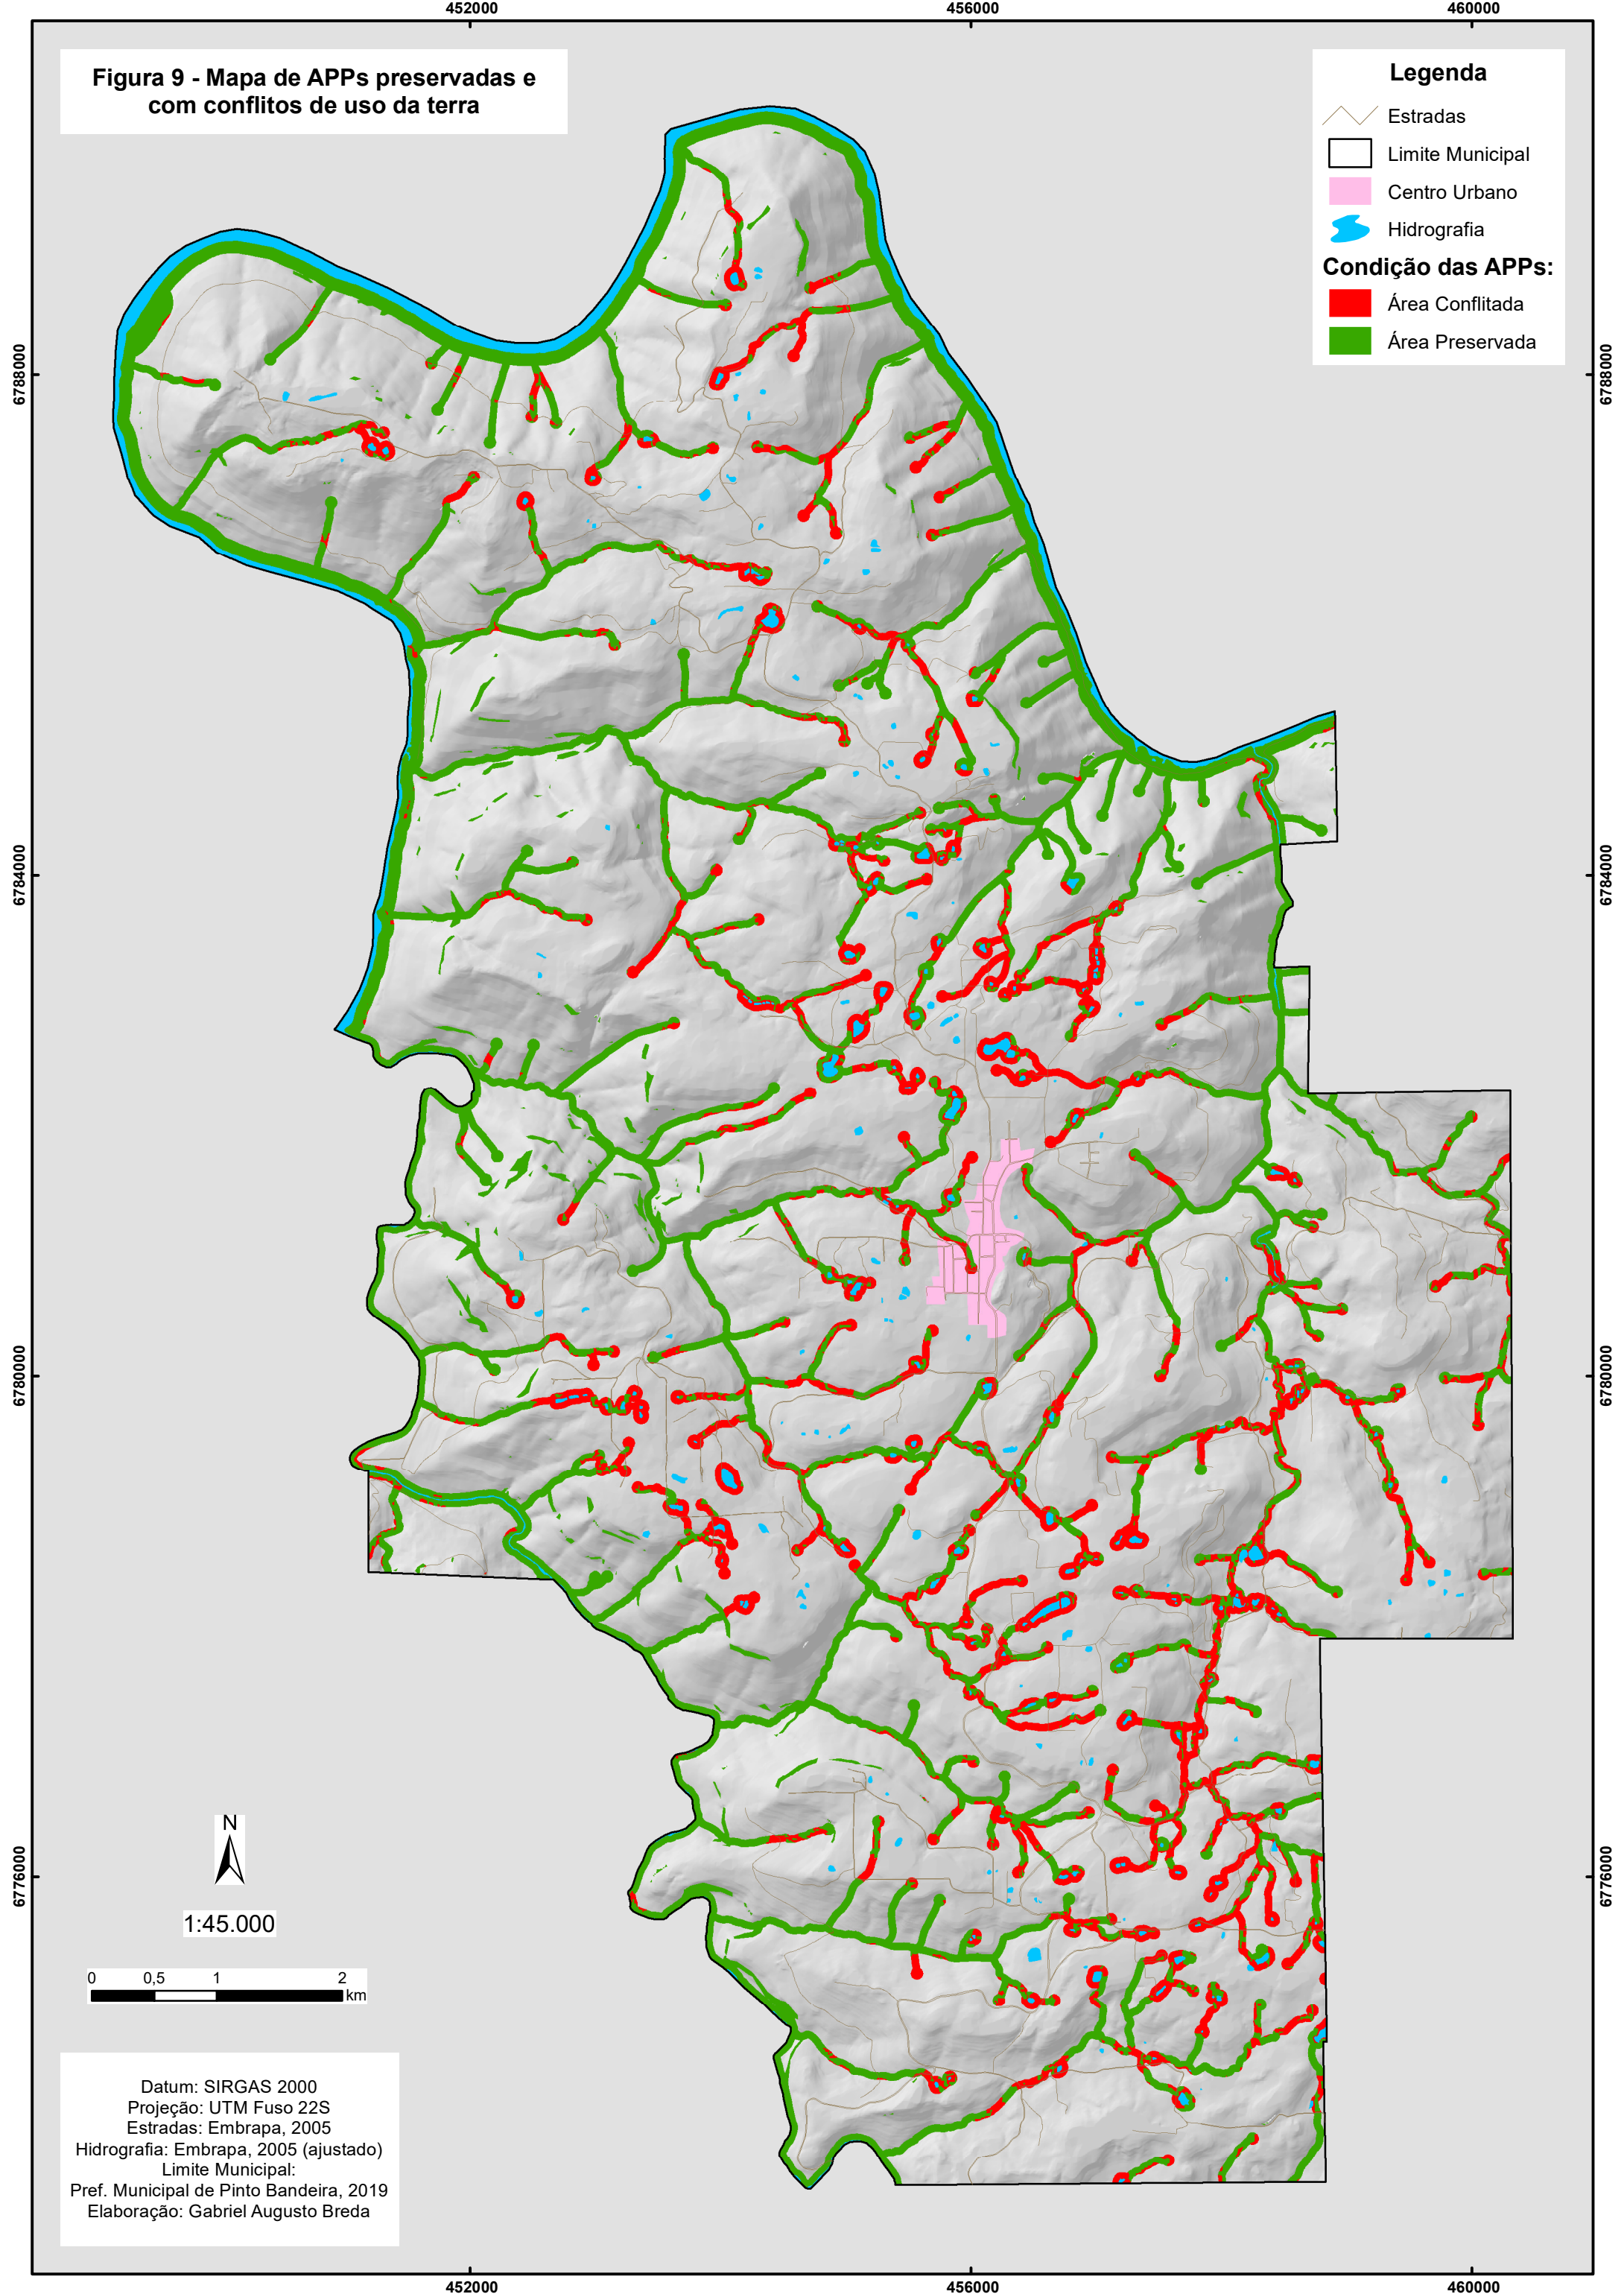 452000
456000
460000
Figura 9 - Mapa de APPs preservadas e
com conflitos de uso da terra
Legenda
Estradas
Limite Municipal
Centro Urbano
Hidrografia
Condição das APPs:
Área Conflitada
Área Preservada
6788000
6788000
6784000
6784000
6780000
6780000
6776000
6776000
N
1:45.000
0 0,5 1 2
km
Datum: SIRGAS 2000
Projeção: UTM Fuso 22S
Estradas: Embrapa, 2005
Hidrografia: Embrapa, 2005 (ajustado)
Limite Municipal:
Pref. Municipal de Pinto Bandeira, 2019
Elaboração: Gabriel Augusto Breda
452000
456000
460000